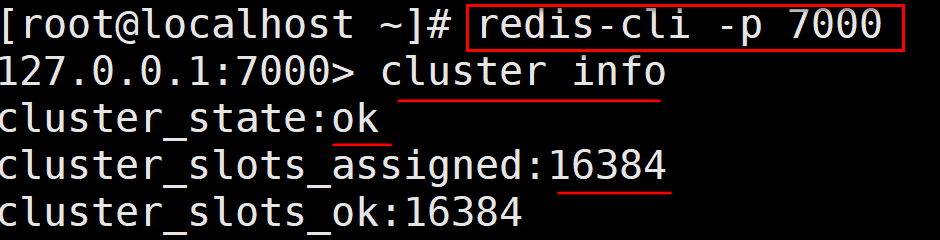 [root@localhost ~]# redis-cli -p 7000
127.0.0.1:7000> cluster info
cluster_state:ok
cluster_slots_assigned:16384
cluster_slots_ok:16384